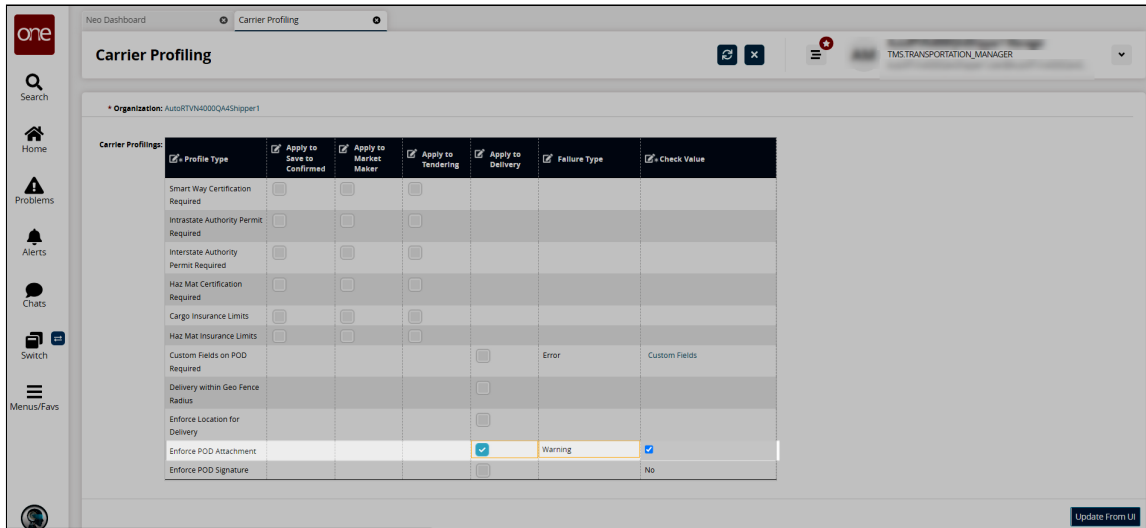 one
Neo Dashboard
Carrier Profiling
Carrier Profiling
TMS.TRANSPORTATION_MANAGER
Search
Home
Problems
Alerts
Chats
Switch
Menus/Favs
* Organization: AutoRTVN4000QA4Shipper1
Carrier Profilings:
* Profile Type
Apply to
Save to
Confirmed
Apply to
Market
Maker
Apply to
Tendering
Apply to
Delivery
Failure Type
* Check Value
Smart Way Certification
Required
Intrastate Authority Permit
Required
Interstate Authority
Permit Required
Haz Mat Certification
Required
Cargo Insurance Limits
Haz Mat Insurance Limits
Custom Fields on POD
Required
Error
Custom Fields
Delivery within Geo Fence
Radius
Enforce Location for
Delivery
Enforce POD Attachment
Warning
Enforce POD Signature
No
Update From UI